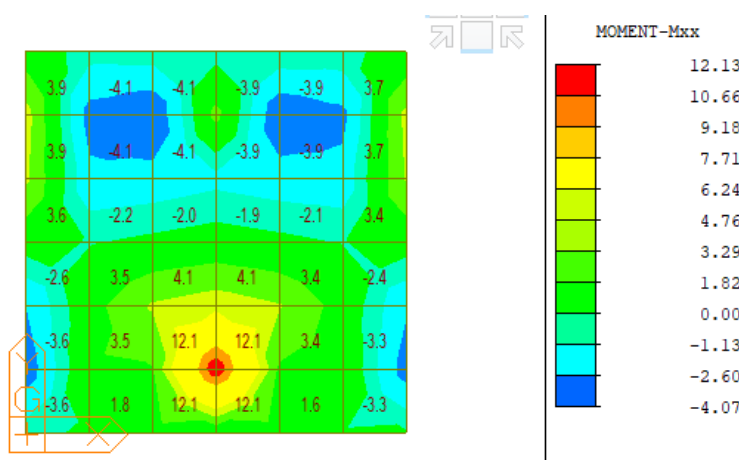 MOMENT-Mxx
12.13
10.66
9.18
7.71
6.24
4.76
3.29
1.82
0.00
-1.13
-2.60
-4.07
3.9 -4.1 -4.1 -3.9 -3.9 3.7
3.9 -4.1 -4.1 -3.9 -3.9 3.7
3.6 -2.2 -2.0 -1.9 -2.1 3.4
-2.6 3.5 4.1 4.1 3.4 -2.4
-3.6 3.5 12.1 12.1 3.4 -3.3
-3.6 1.8 12.1 12.1 1.6 -3.3
Y
G
X